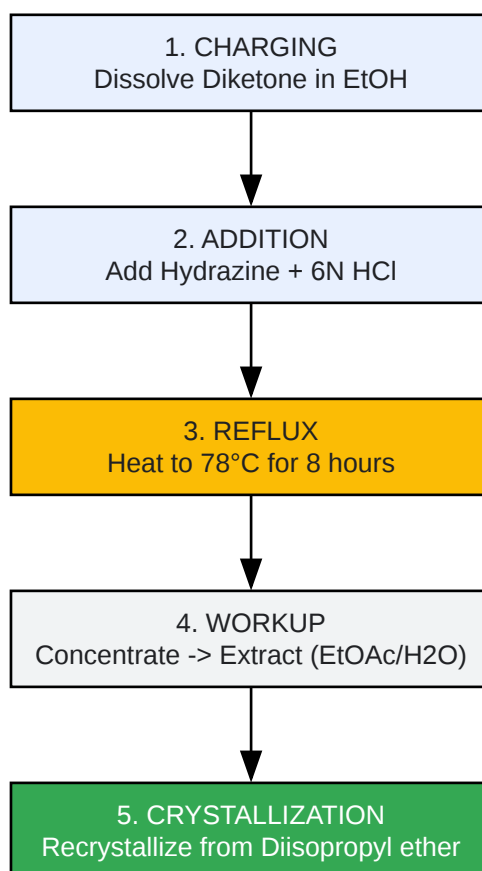 1. CHARGING
Dissolve Diketone in EtOH
2. ADDITION
Add Hydrazine + 6N HCl
3. REFLUX
Heat to 78°C for 8 hours
4. WORKUP
Concentrate -> Extract (EtOAc/H2O)
5. CRYSTALLIZATION
Recrystallize from Diisopropyl ether